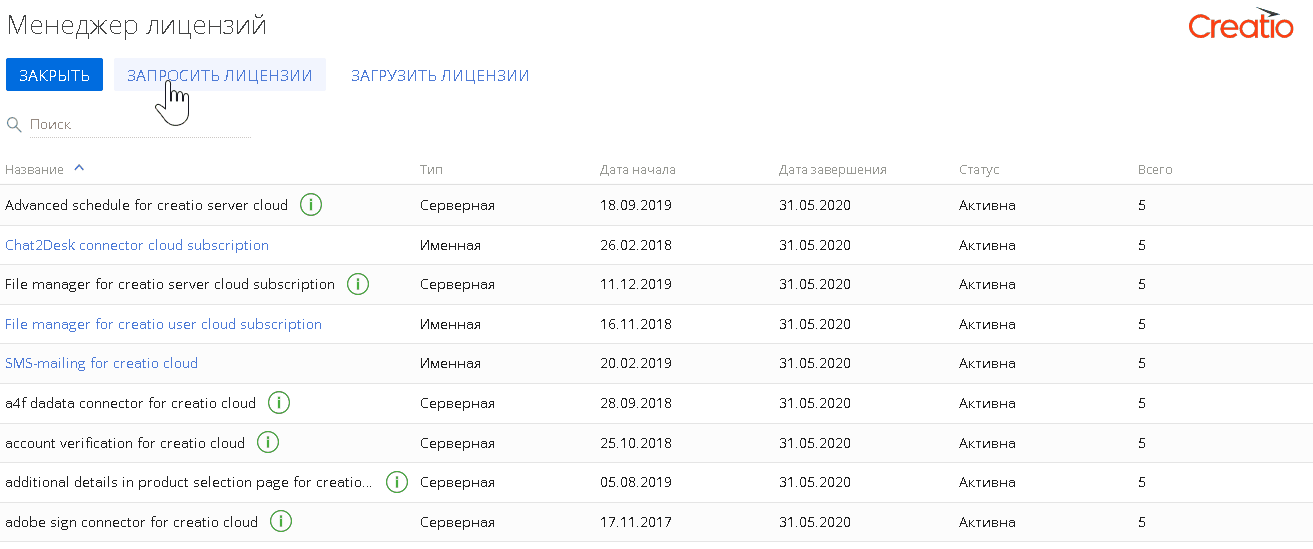 Менеджер лицензий
Creatio
ЗАКРЫТЬ ЗАПРОСИТЬ ЛИЦЕНЗИИ ЗАГРУЗИТЬ ЛИЦЕНЗИИ
Поиск
Название Тип Дата начала Дата завершения Статус Всего
Advanced schedule for creatio server cloud i Серверная 18.09.2019 31.05.2020 Активна 5
Chat2Desk connector cloud subscription Именная 26.02.2018 31.05.2020 Активна 5
File manager for creatio server cloud subscription i Серверная 11.12.2019 31.05.2020 Активна 5
File manager for creatio user cloud subscription Именная 16.11.2018 31.05.2020 Активна 5
SMS-mailing for creatio cloud Именная 20.02.2019 31.05.2020 Активна 5
a4f dadata connector for creatio cloud i Серверная 28.09.2018 31.05.2020 Активна 5
account verification for creatio cloud i Серверная 25.10.2018 31.05.2020 Активна 5
additional details in product selection page for creatio... i Серверная 05.08.2019 31.05.2020 Активна 5
adobe sign connector for creatio cloud i Серверная 17.11.2017 31.05.2020 Активна 5